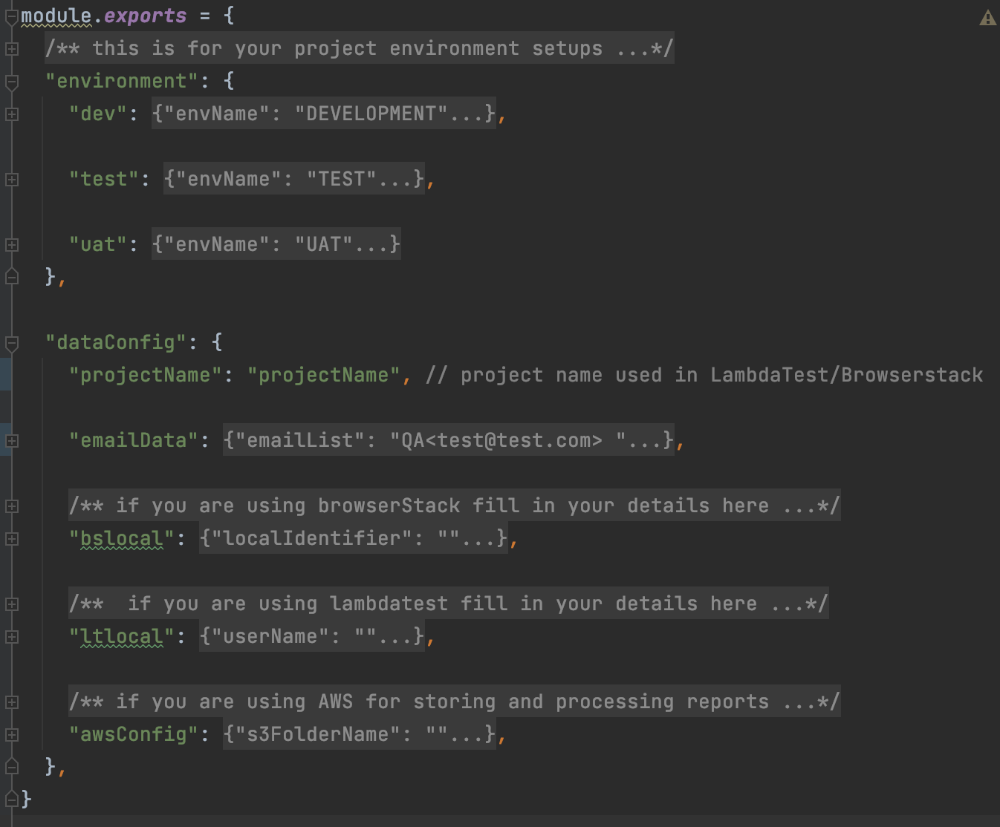 module.exports = {
/** this is for your project environment setups ...*/
"environment": {
"dev": {"envName": "DEVELOPMENT"...},
"test": {"envName": "TEST"...},
"uat": {"envName": "UAT"...}
},
"dataConfig": {
"projectName": "projectName", // project name used in LambdaTest/Browserstack
"emailData": {"emailList": "QA<test@test.com> "...},
/** if you are using browserStack fill in your details here ...*/
"bslocal": {"localIdentifier": ""...},
/**  if you are using lambdatest fill in your details here ...*/
"ltlocal": {"userName": ""...},
/** if you are using AWS for storing and processing reports ...*/
"awsConfig": {"s3FolderName": ""...},
},
}